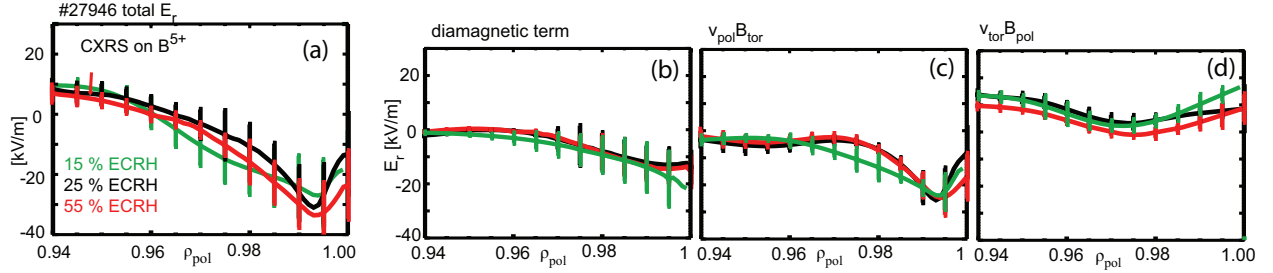 #27946 total E_r
CXRS on B^5+
(a)
20
0
-20
-40
[kV/m]
15 % ECRH
25 % ECRH
55 % ECRH
0.94 0.96 0.98 1.00
ρ_pol
diamagnetic term
(b)
20
0
-20
-40
E_r [kV/m]
0.94 0.96 0.98 1
ρ_pol
v_pol B_tor
(c)
0.94 0.96 0.98 1
ρ_pol
v_tor B_pol
(d)
0.94 0.96 0.98 1.00
ρ_pol